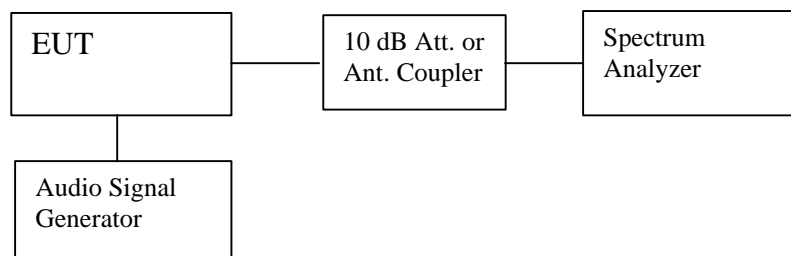 EUT
10 dB Att. or
Ant. Coupler
Spectrum
Analyzer
Audio Signal
Generator